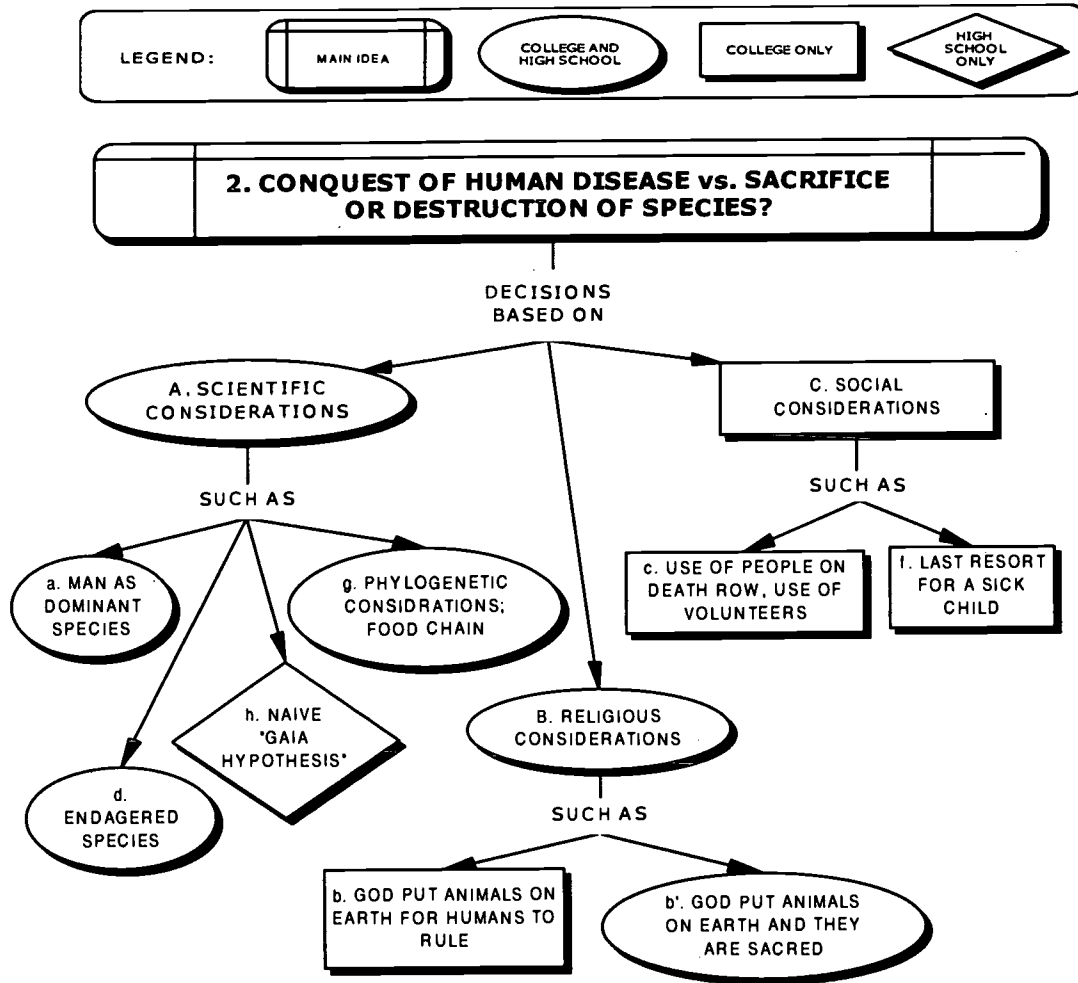 LEGEND:
MAIN IDEA
COLLEGE AND
HIGH SCHOOL
COLLEGE ONLY
HIGH
SCHOOL
ONLY
2. CONQUEST OF HUMAN DISEASE vs. SACRIFICE
OR DESTRUCTION OF SPECIES?
DECISIONS
BASED ON
A. SCIENTIFIC
CONSIDERATIONS
C. SOCIAL
CONSIDERATIONS
SUCH AS
SUCH AS
a. MAN AS
DOMINANT
SPECIES
g. PHYLOGENETIC
CONSIDRATIONS;
FOOD CHAIN
c. USE OF PEOPLE ON
DEATH ROW, USE OF
VOLUNTEERS
f. LAST RESORT
FOR A SICK
CHILD
h. NAIVE
"GAIA
HYPOTHESIS"
B. RELIGIOUS
CONSIDERATIONS
d.
ENDAGERED
SPECIES
SUCH AS
b. GOD PUT ANIMALS ON
EARTH FOR HUMANS TO
RULE
b'. GOD PUT ANIMALS
ON EARTH AND THEY
ARE SACRED